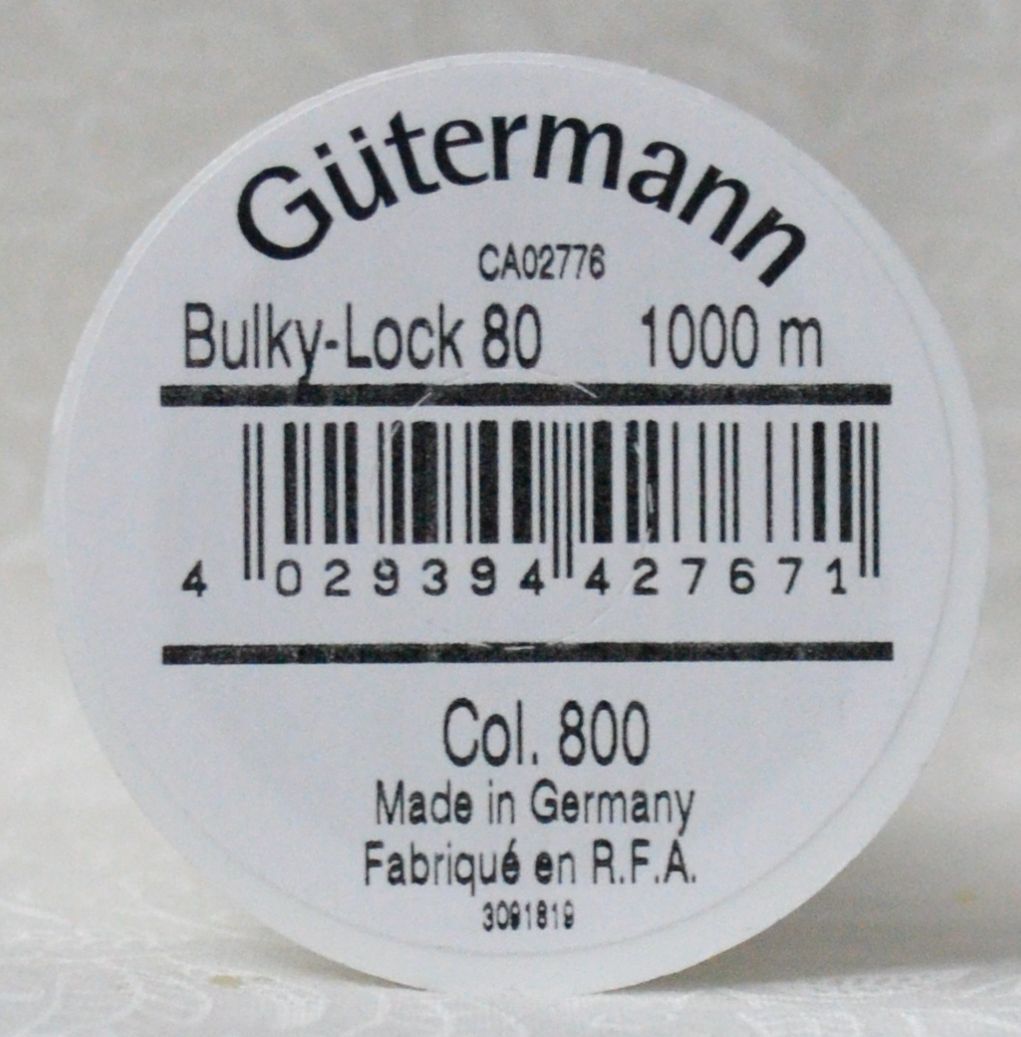 Gütermann
CA02776
Bulky-Lock 80 1000 m
4 029394 427671
Col. 800
Made in Germany
Fabriqué en R.F.A.
3091819